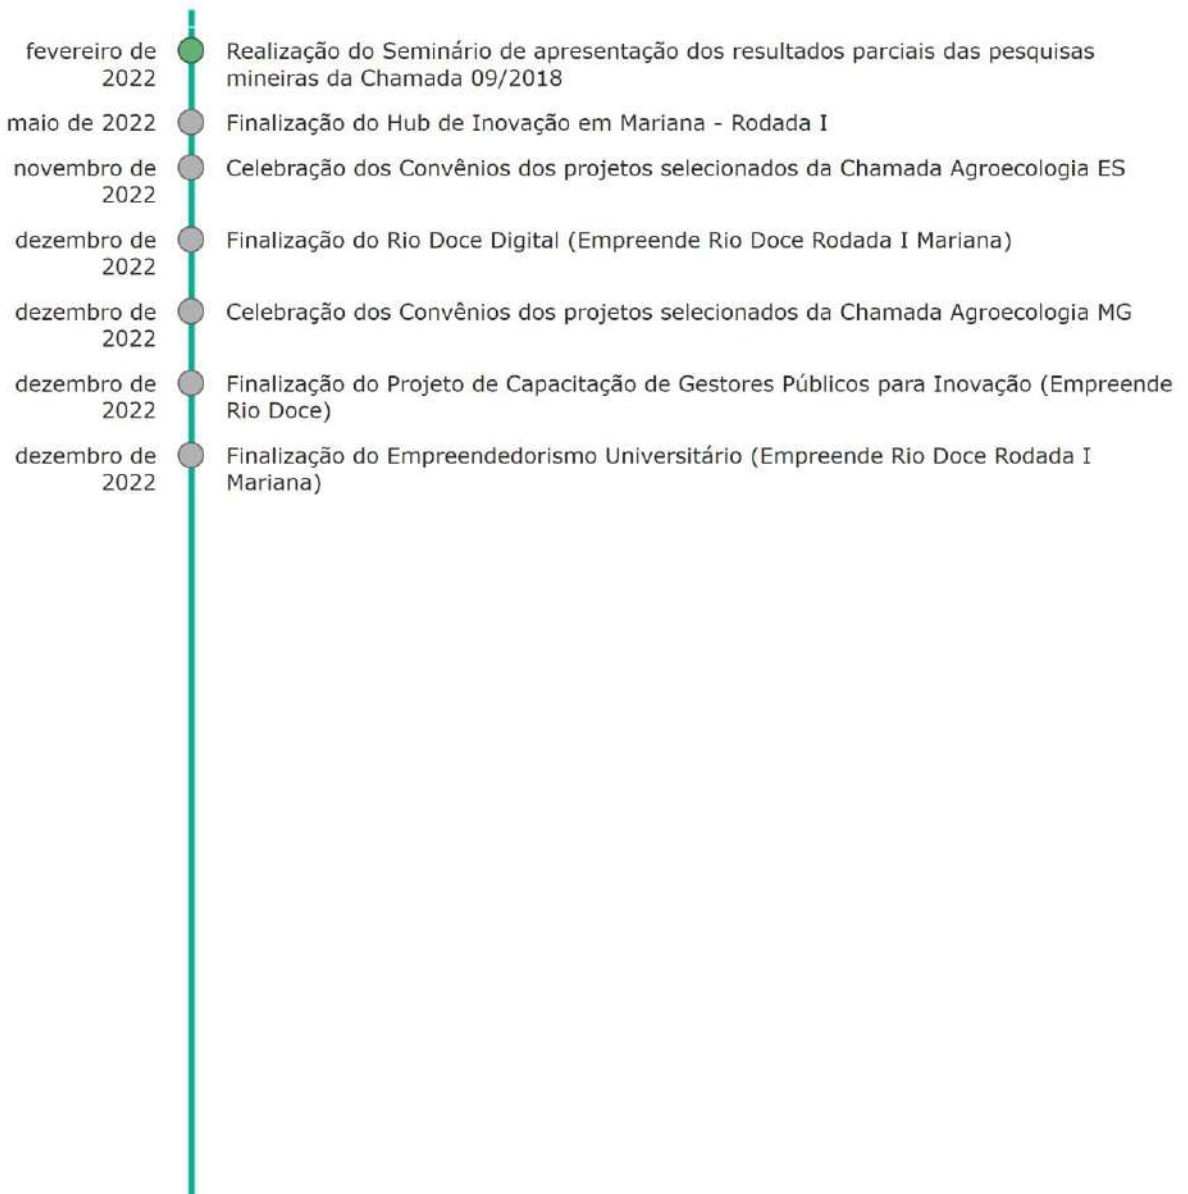 fevereiro de
2022
Realização do Seminário de apresentação dos resultados parciais das pesquisas
mineiras da Chamada 09/2018
maio de 2022
Finalização do Hub de Inovação em Mariana - Rodada I
novembro de
2022
Celebração dos Convênios dos projetos selecionados da Chamada Agroecologia ES
dezembro de
2022
Finalização do Rio Doce Digital (Empreende Rio Doce Rodada I Mariana)
dezembro de
2022
Celebração dos Convênios dos projetos selecionados da Chamada Agroecologia MG
dezembro de
2022
Finalização do Projeto de Capacitação de Gestores Públicos para Inovação (Empreende
Rio Doce)
dezembro de
2022
Finalização do Empreendedorismo Universitário (Empreende Rio Doce Rodada I
Mariana)